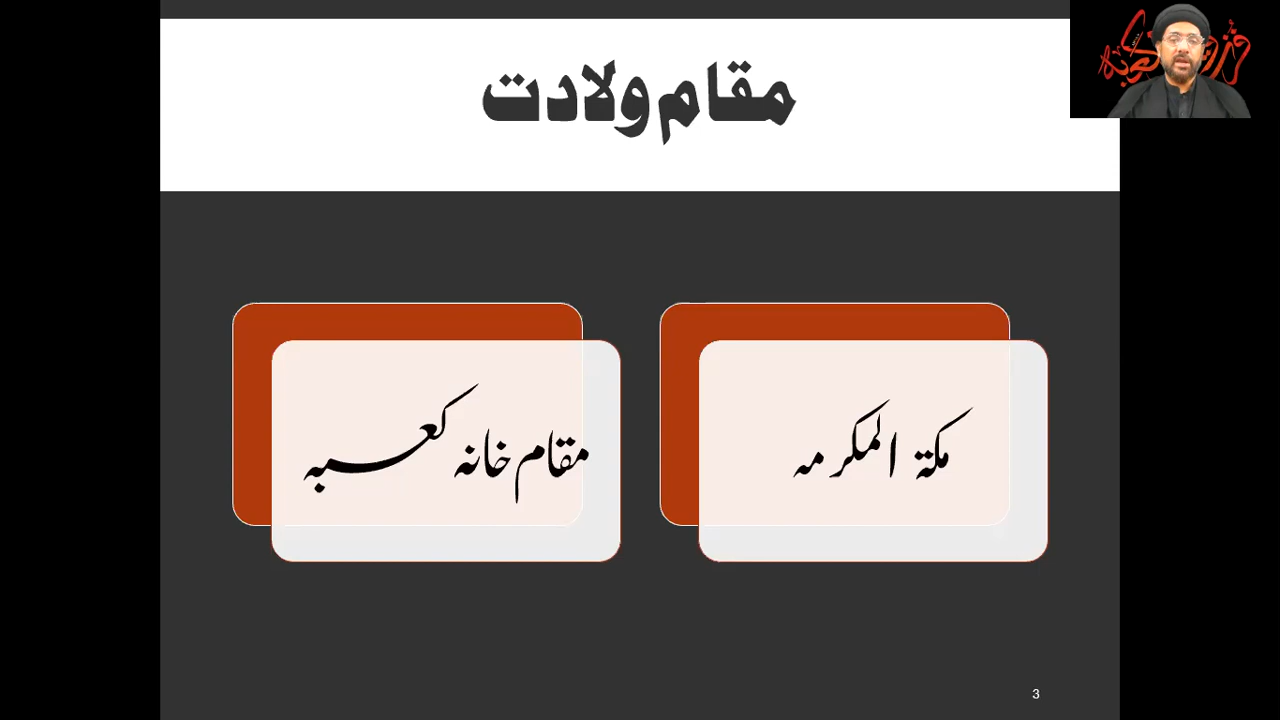 مقام ولادت
مکۃ المکرمہ
مقام خانہ کعبہ
3